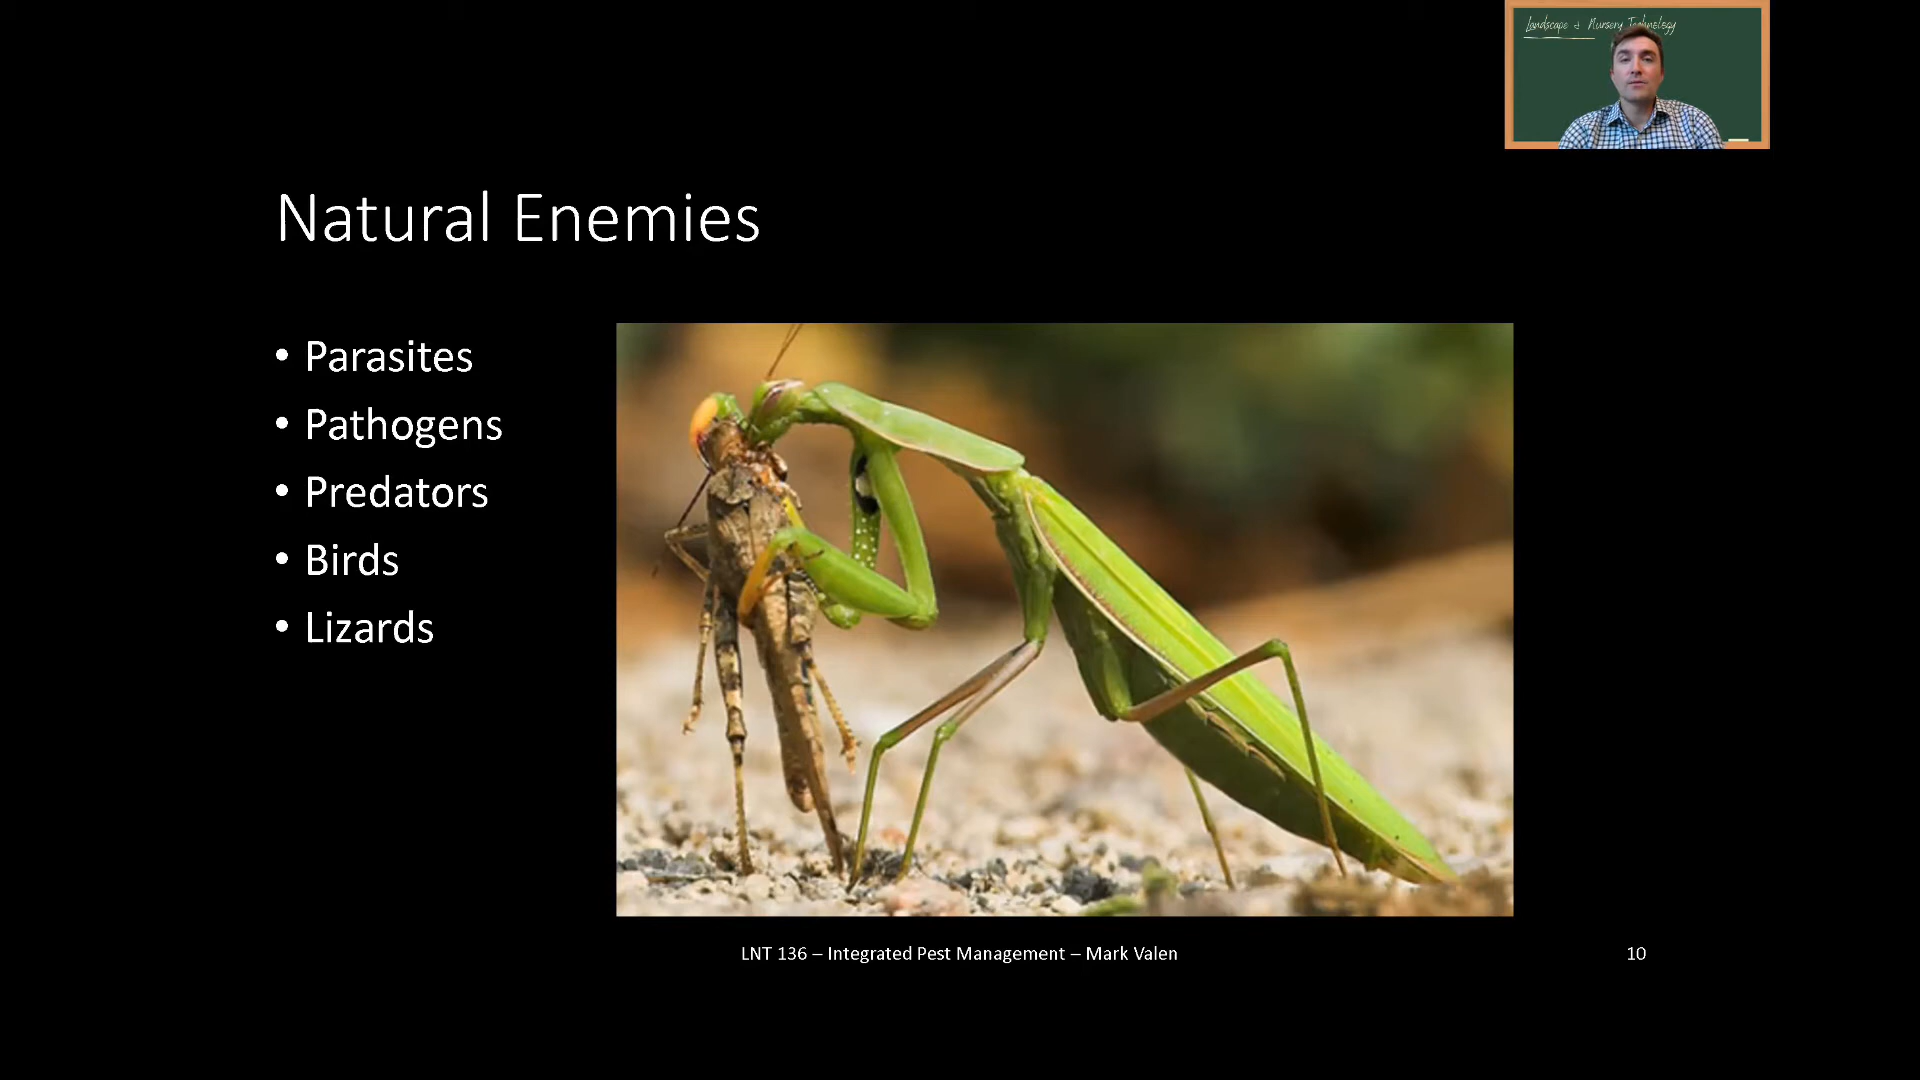 Landscape & Nursery Technology
Natural Enemies
• Parasites
• Pathogens
• Predators
• Birds
• Lizards
LNT 136 – Integrated Pest Management – Mark Valen
10